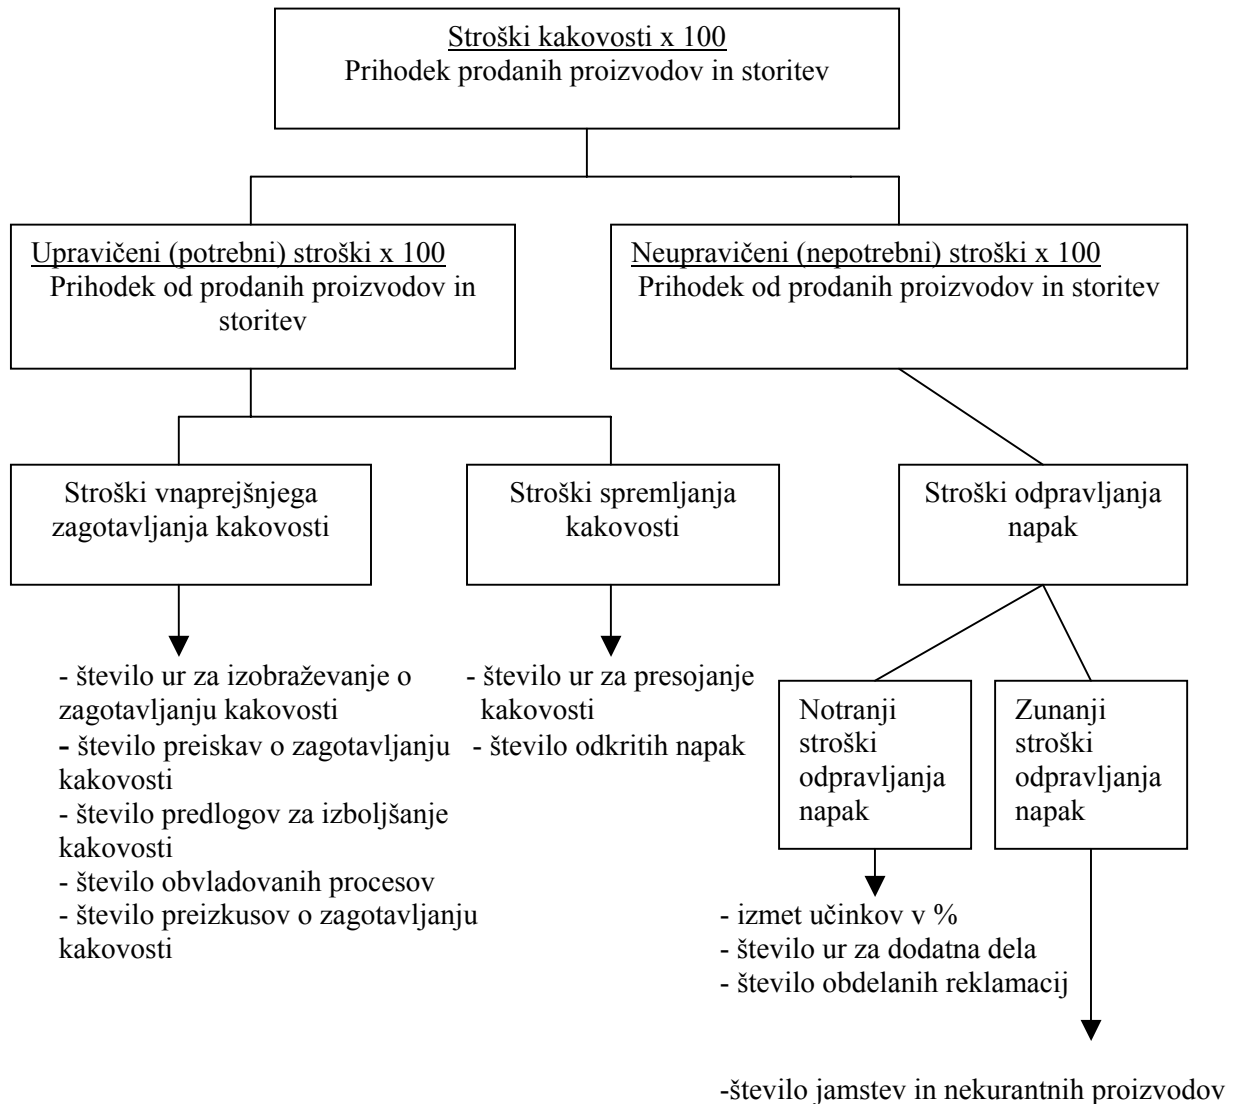 Stroški kakovosti x 100
Prihodek prodanih proizvodov in storitev
Upravičeni (potrebni) stroški x 100
Prihodek od prodanih proizvodov in
storitev
Neupravičeni (nepotrebni) stroški x 100
Prihodek od prodanih proizvodov in storitev
Stroški vnaprejšnjega
zagotavljanja kakovosti
Stroški spremljanja
kakovosti
Stroški odpravljanja
napak
- število ur za izobraževanje o
zagotavljanju kakovosti
- število preiskav o zagotavljanju
kakovosti
- število predlogov za izboljšanje
kakovosti
- število obvladovanih procesov
- število preizkusov o zagotavljanju
kakovosti
- število ur za presojanje
kakovosti
- število odkritih napak
Notranji
stroški
odpravljanja
napak
Zunanji
stroški
odpravljanja
napak
- izmet učinkov v %
- število ur za dodatna dela
- število obdelanih reklamacij
-število jamstev in nekurantnih proizvodov